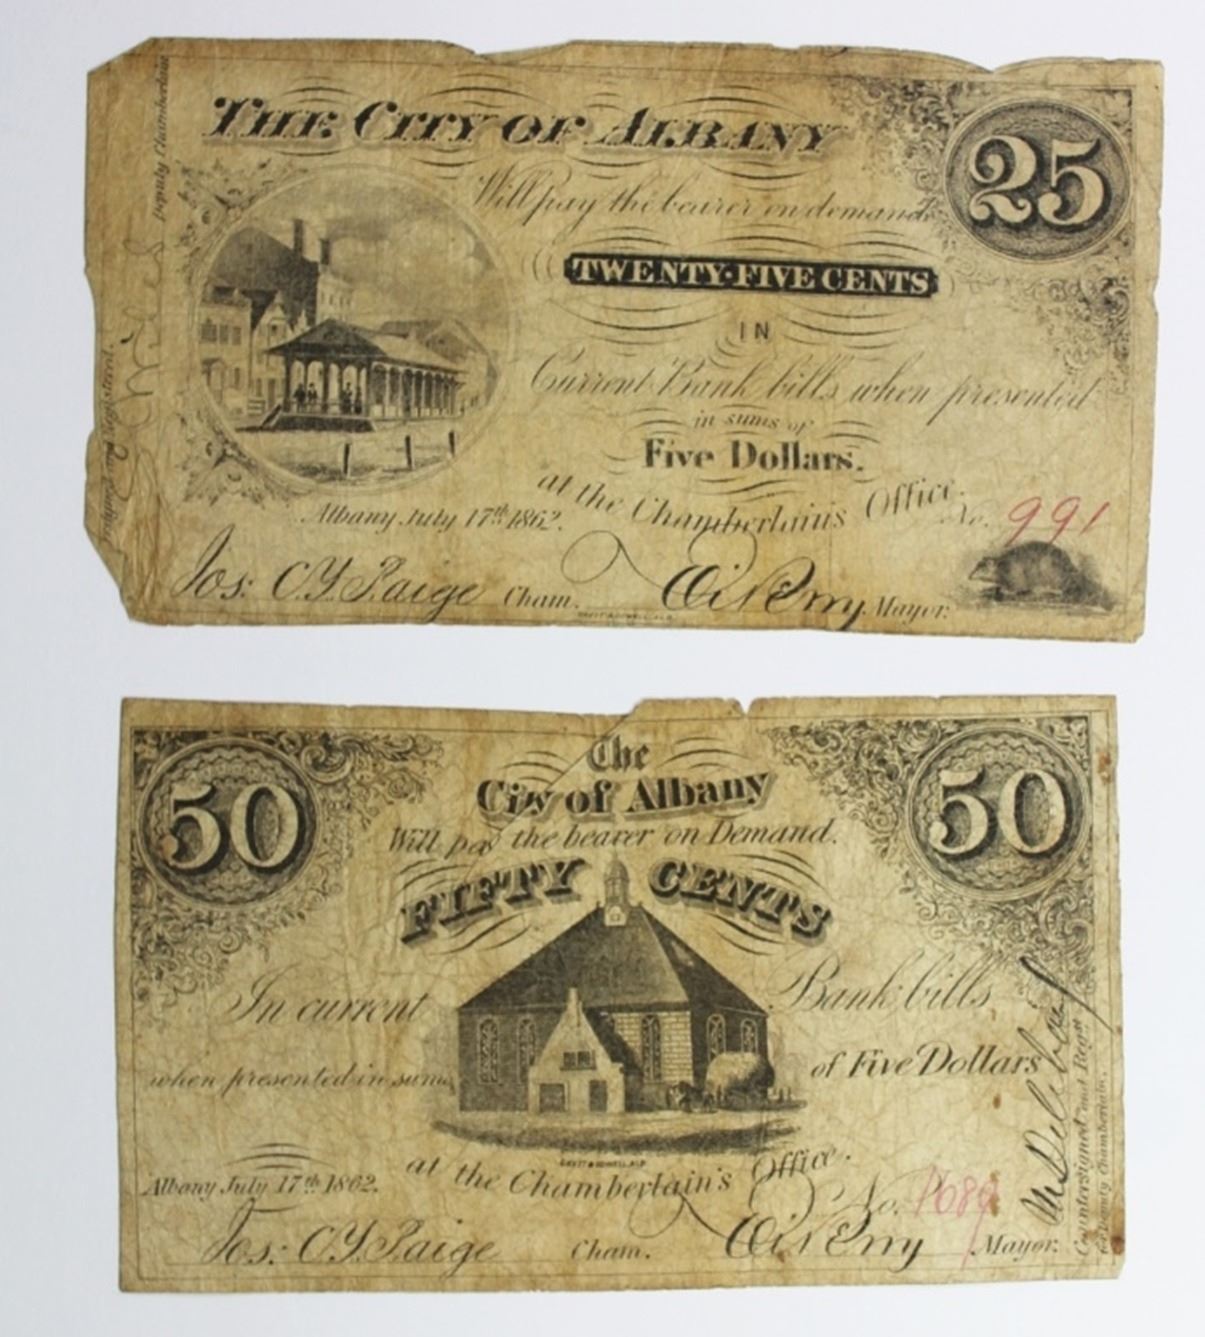 THE CITY OF ALBANY
25
Will pay the bearer on demand
TWENTY-FIVE CENTS
IN
Current Bank bills when presented
in sums of
Five Dollars.
at the Chamberlain's Office.
Albany July 17th 1862.
No. 991
Jos: C.Y. Paige Cham.
Mayor.
Deputy Chamberlain
50
The
50
City of Albany
Will pay the bearer on Demand.
FIFTY CENTS
In current Bank bills
when presented in sums of Five Dollars
at the Chamberlain's Office.
Albany July 17th 1862.
No. 1689
Jos: C.Y. Paige Cham.
Mayor.
Countersigned and Regd.
for Deputy Chamberlain.